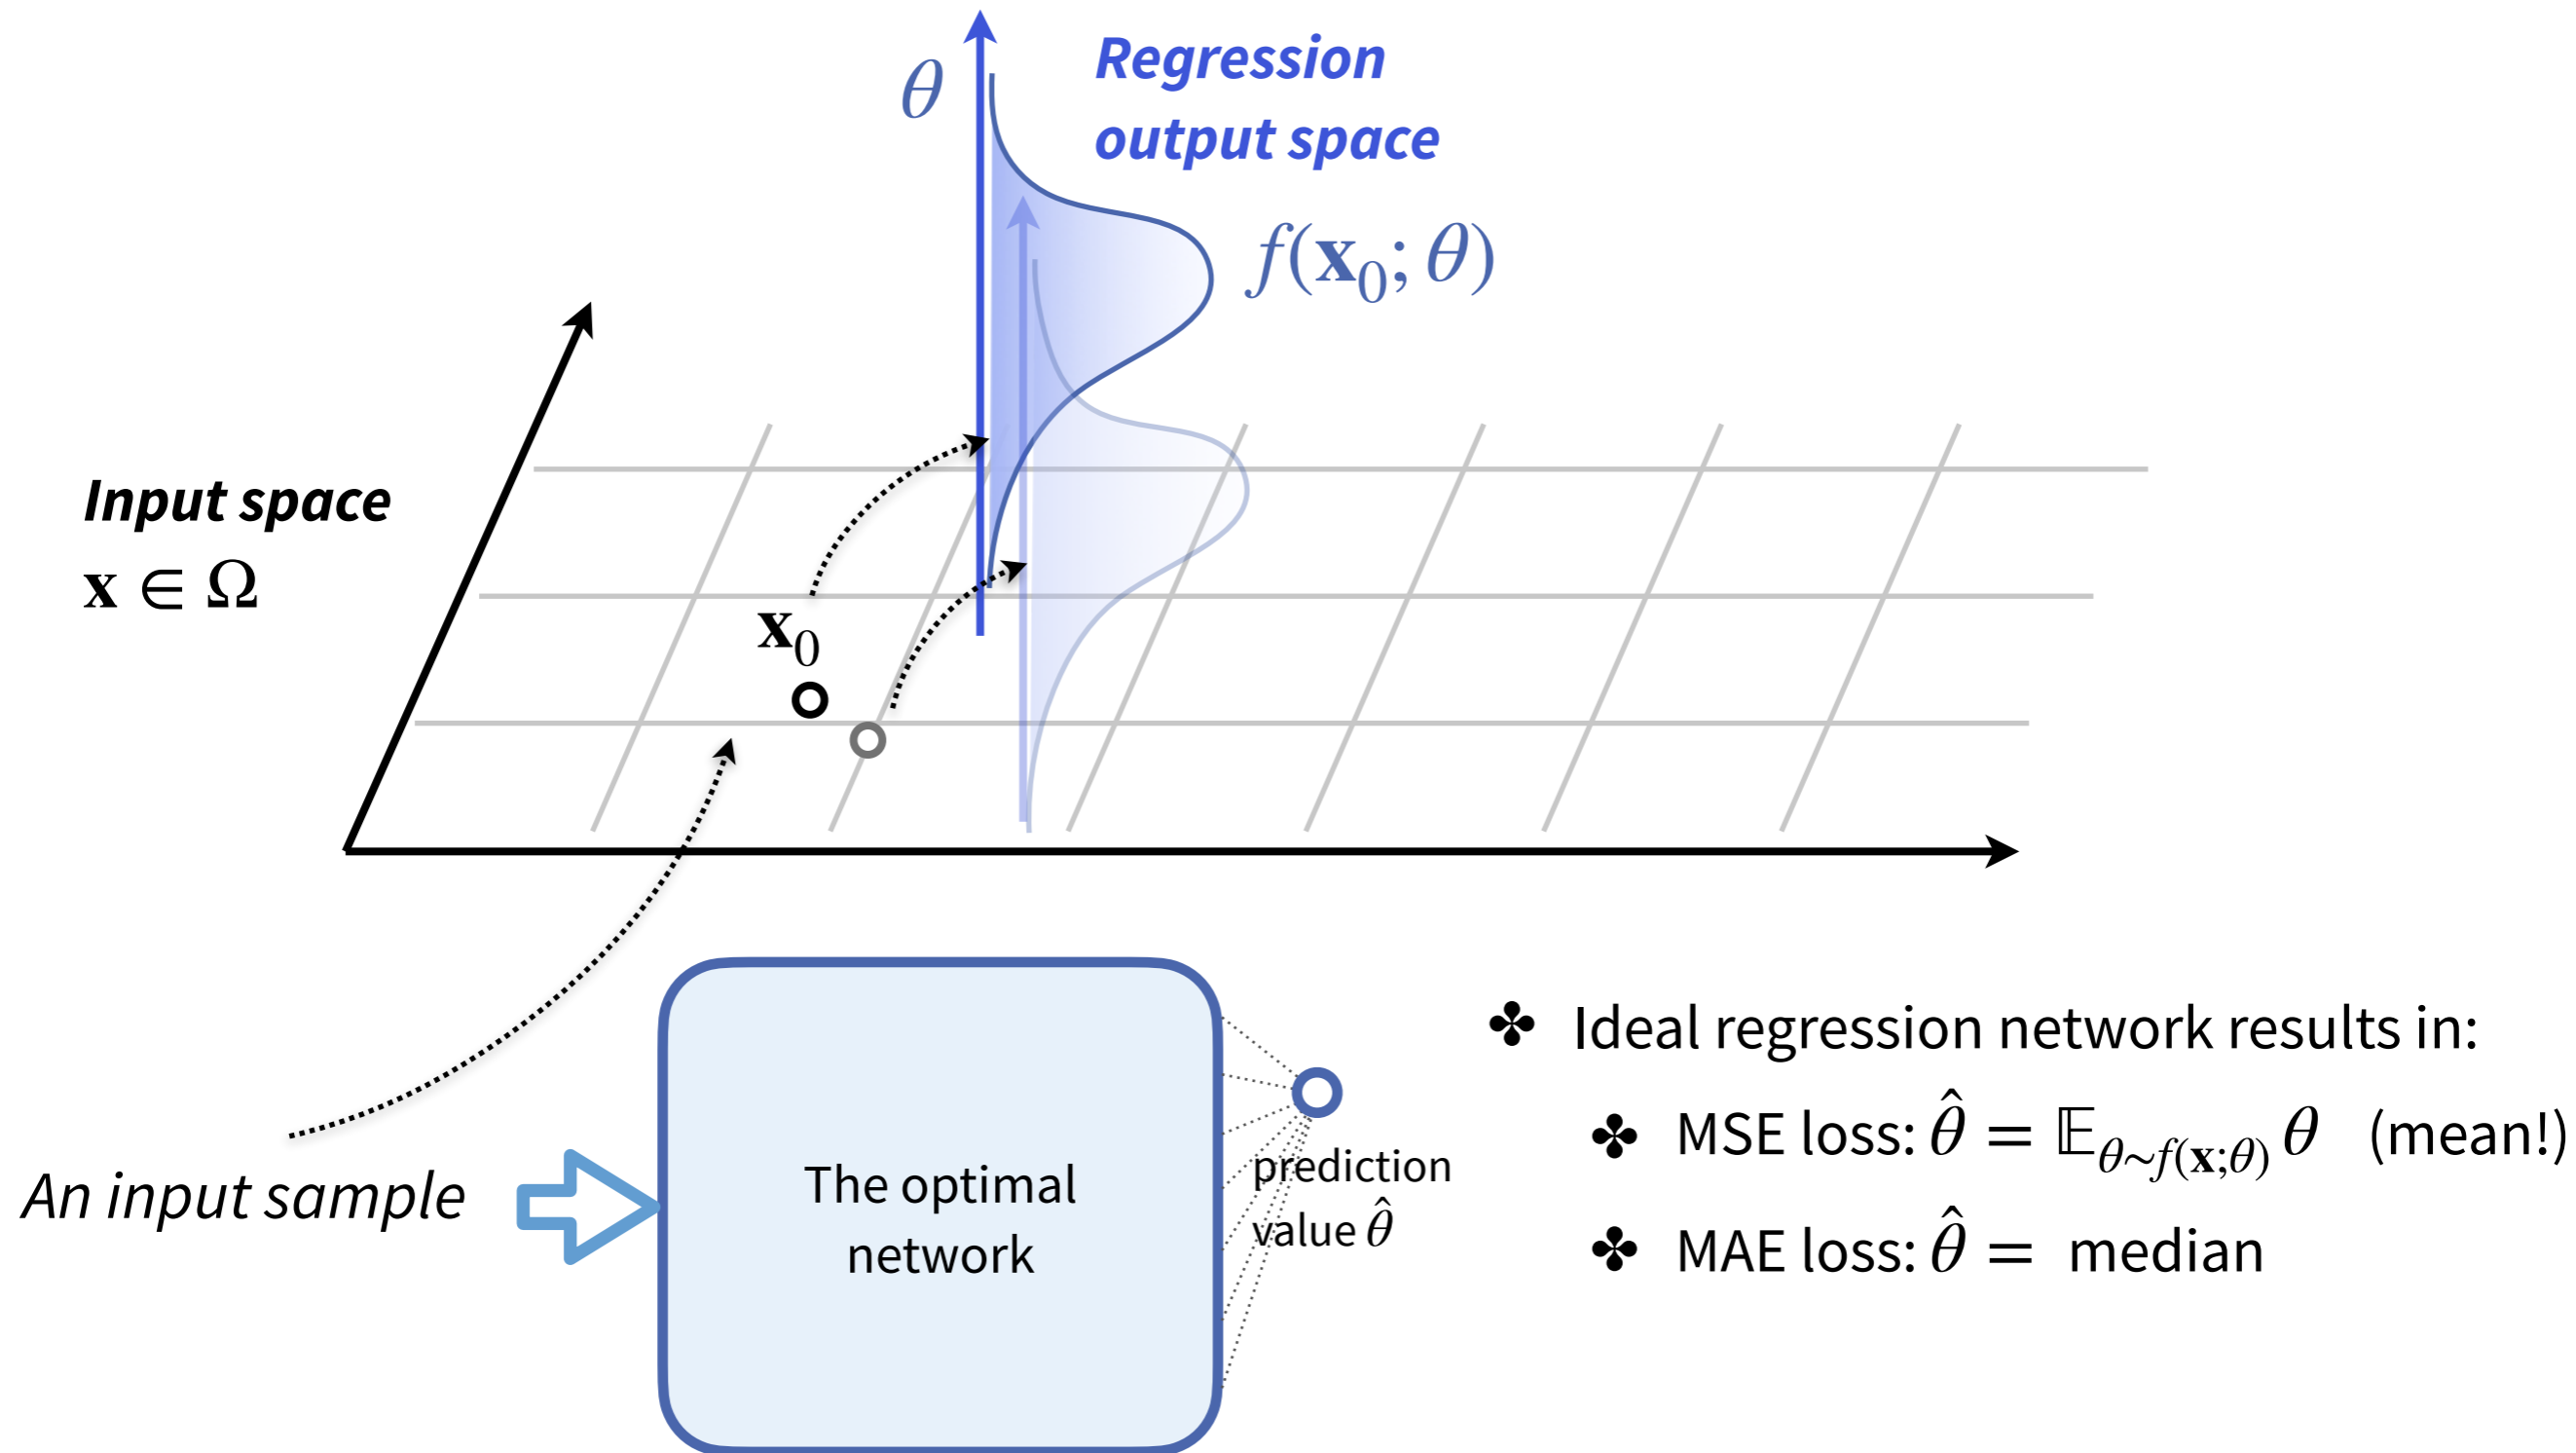 θ
Regression
output space
f(x₀; θ)
Input space
x ∈ Ω
x₀
An input sample
The optimal
network
prediction
value θ̂
✤ Ideal regression network results in:
✤ MSE loss: θ̂ = 𝔼_{θ∼f(x;θ)} θ (mean!)
✤ MAE loss: θ̂ = median